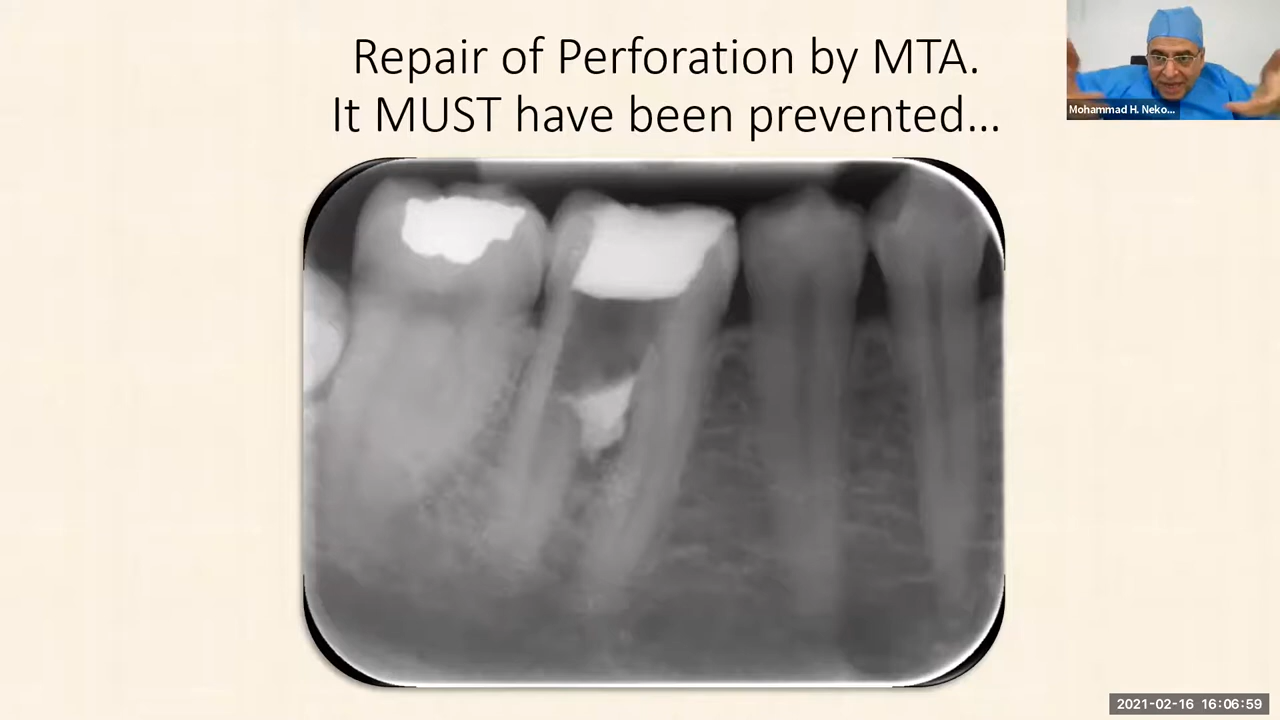 Repair of Perforation by MTA.
It MUST have been prevented...
Mohammad H. Neko...
2021-02-16 16:06:59